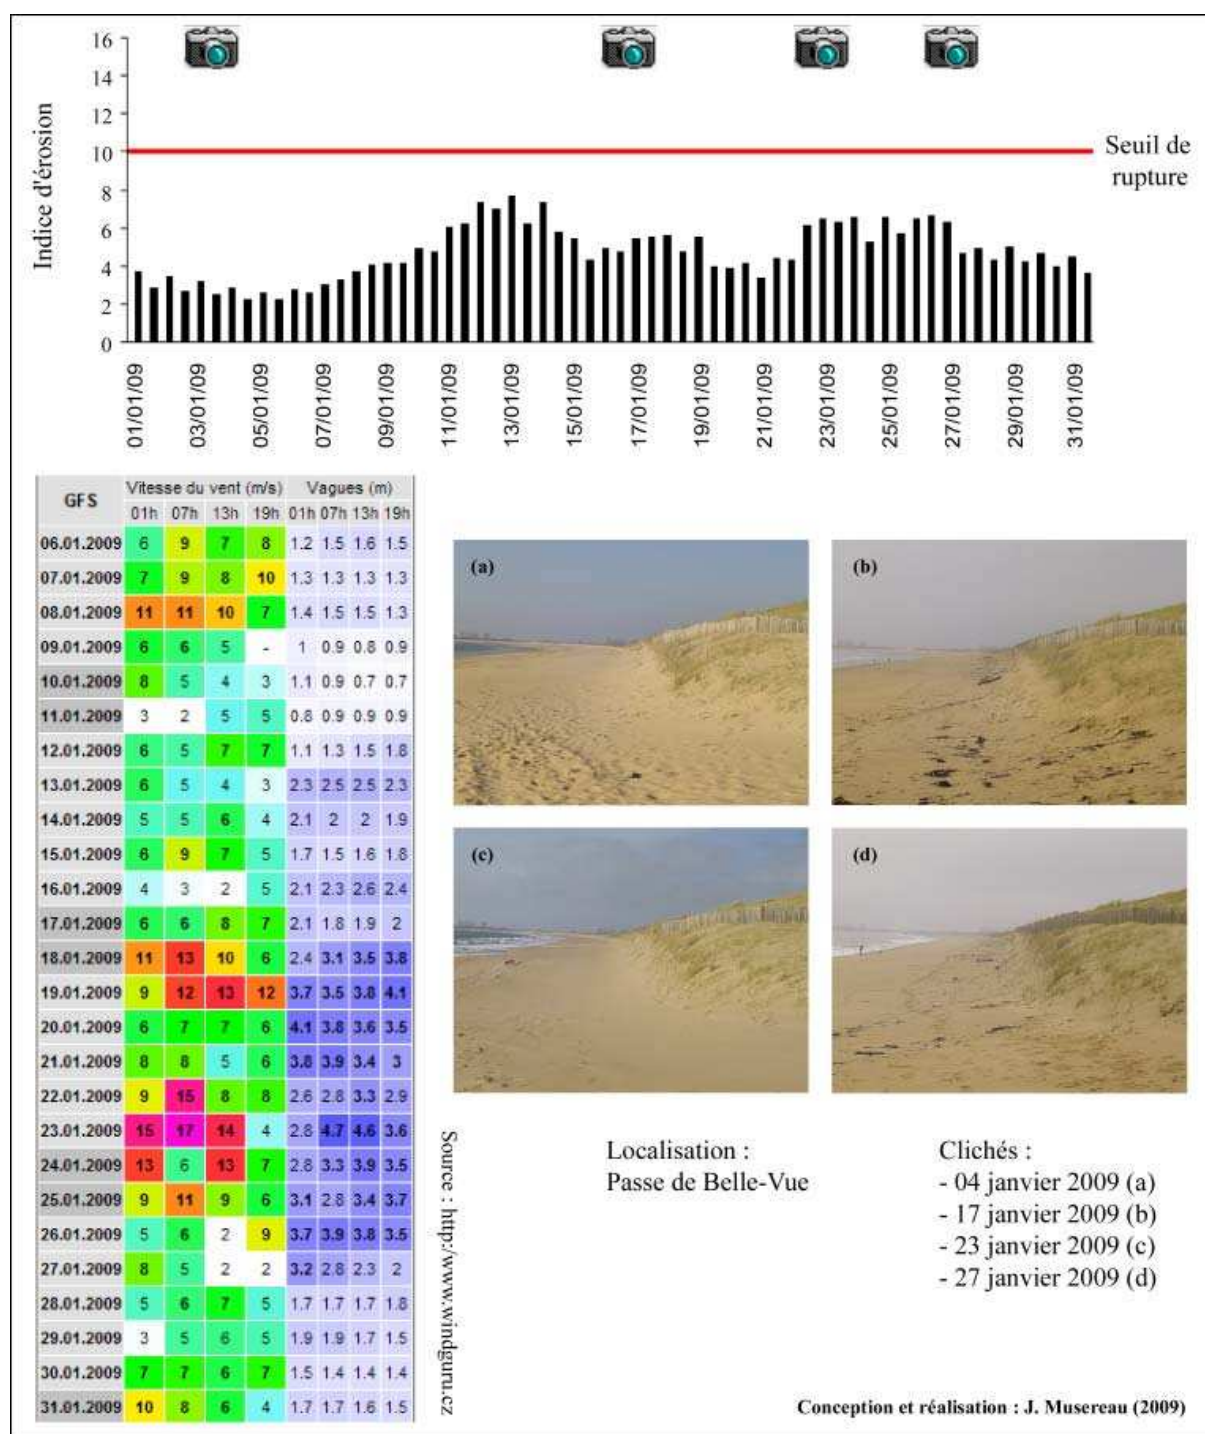 16
14
12
10
8
6
4
2
0
Indice d'érosion
Seuil de
rupture
01/01/09 03/01/09 05/01/09 07/01/09 09/01/09 11/01/09 13/01/09 15/01/09 17/01/09 19/01/09 21/01/09 23/01/09 25/01/09 27/01/09 29/01/09 31/01/09
GFS Vitesse du vent (m/s) Vagues (m)
01h 07h 13h 19h 01h 07h 13h 19h
06.01.2009 6 9 7 8 1.2 1.5 1.6 1.5
07.01.2009 7 9 8 10 1.3 1.3 1.3 1.3
08.01.2009 11 11 10 7 1.4 1.5 1.5 1.3
09.01.2009 6 6 5 - 1 0.9 0.8 0.9
10.01.2009 8 5 4 3 1.1 0.9 0.7 0.7
11.01.2009 3 2 5 5 0.8 0.9 0.9 0.9
12.01.2009 6 5 7 7 1.1 1.3 1.5 1.8
13.01.2009 6 5 4 3 2.3 2.5 2.5 2.3
14.01.2009 5 5 6 4 2.1 2 2 1.9
15.01.2009 6 9 7 5 1.7 1.5 1.6 1.8
16.01.2009 4 3 2 5 2.1 2.3 2.6 2.4
17.01.2009 6 6 8 7 2.1 1.8 1.9 2
18.01.2009 11 13 10 6 2.4 3.1 3.5 3.8
19.01.2009 9 12 13 12 3.7 3.5 3.8 4.1
20.01.2009 6 7 7 6 4.1 3.8 3.6 3.5
21.01.2009 8 8 5 6 3.8 3.9 3.4 3
22.01.2009 9 15 8 8 2.6 2.8 3.3 2.9
23.01.2009 15 17 14 4 2.8 4.7 4.6 3.6
24.01.2009 13 6 13 7 2.8 3.3 3.9 3.5
25.01.2009 9 11 9 6 3.1 2.8 3.4 3.7
26.01.2009 5 6 2 9 3.7 3.9 3.8 3.5
27.01.2009 8 5 2 2 3.2 2.8 2.3 2
28.01.2009 5 6 7 5 1.7 1.7 1.7 1.8
29.01.2009 3 5 6 5 1.9 1.9 1.7 1.5
30.01.2009 7 7 6 7 1.5 1.4 1.4 1.4
31.01.2009 10 8 6 4 1.7 1.7 1.6 1.5
Source : http:/www.windguru.cz
(a)
(b)
(c)
(d)
Localisation :
Passe de Belle-Vue
Clichés :
- 04 janvier 2009 (a)
- 17 janvier 2009 (b)
- 23 janvier 2009 (c)
- 27 janvier 2009 (d)
Conception et réalisation : J. Musereau (2009)